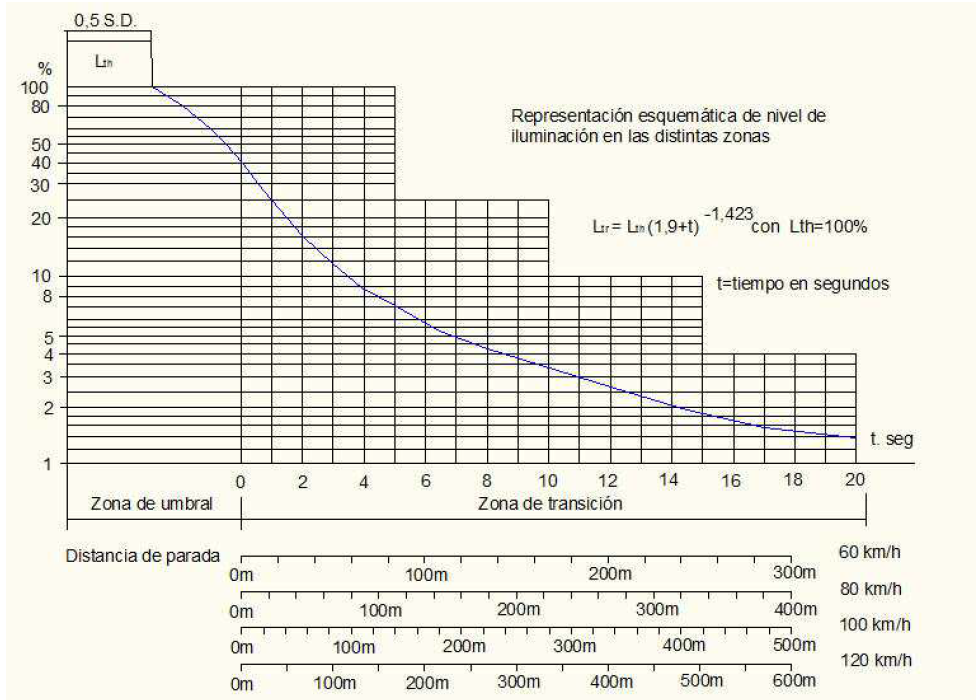 0,5 S.D.
Lth
%
100
80
50
40
30
20
10
8
5
4
3
2
1
Representación esquemática de nivel de
iluminación en las distintas zonas
Ltr = Lth (1,9+t) -1,423 con Lth=100%
t=tiempo en segundos
t. seg
0 2 4 6 8 10 12 14 16 18 20
Zona de umbral Zona de transición
Distancia de parada
60 km/h
0m 100m 200m 300m
80 km/h
0m 100m 200m 300m 400m
100 km/h
0m 100m 200m 300m 400m 500m
120 km/h
0m 100m 200m 300m 400m 500m 600m